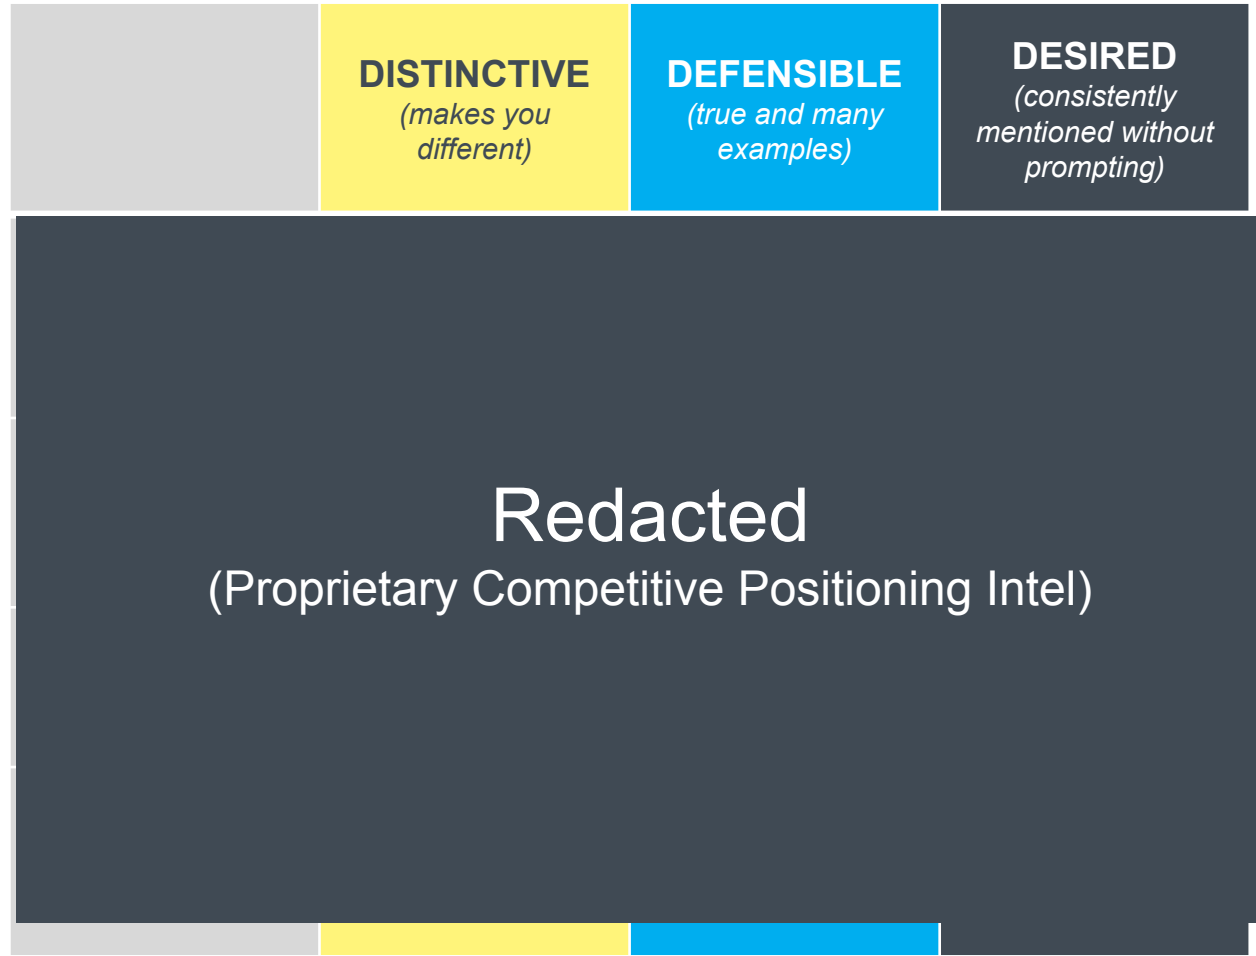 DISTINCTIVE
(makes you
different)
DEFENSIBLE
(true and many
examples)
DESIRED
(consistently
mentioned without
prompting)
Redacted
(Proprietary Competitive Positioning Intel)